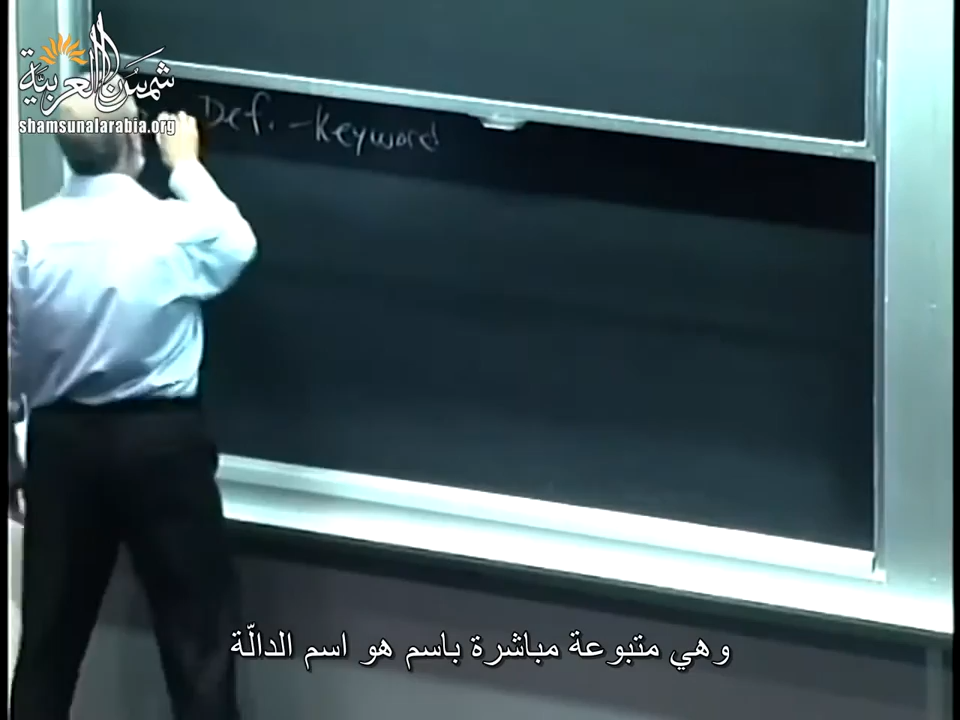 شمس العربية
shamsunalarabia.org
Def. - Keyword
وهي متبوعة مباشرة باسم هو اسم الدالّة